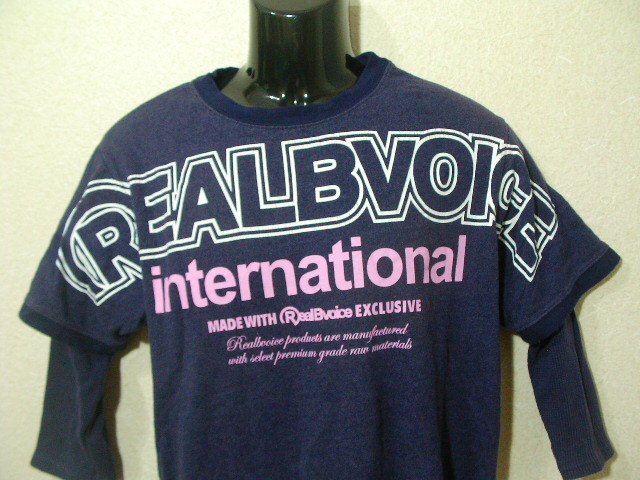 REALBVOICE
international
MADE WITH RealBvoice EXCLUSIVE
Realbvoice products are manufactured
with select premium grade raw materials